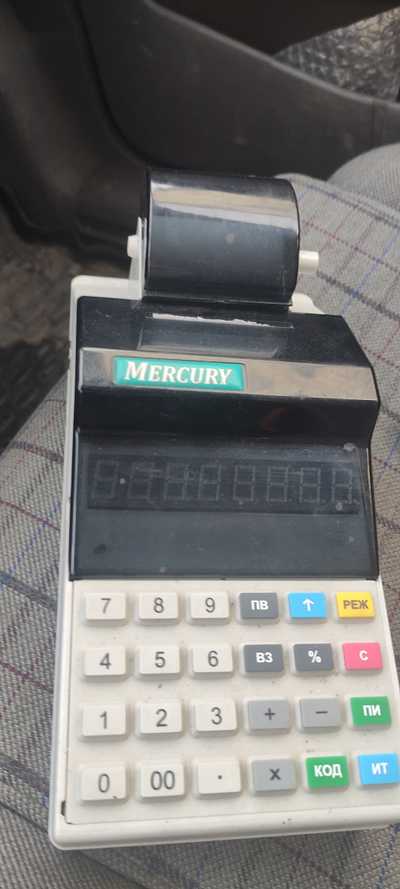 MERCURY
7 8 9 ПВ ↑ РЕЖ
4 5 6 ВЗ % С
1 2 3 + − ПИ
0 00 · X КОД ИТ